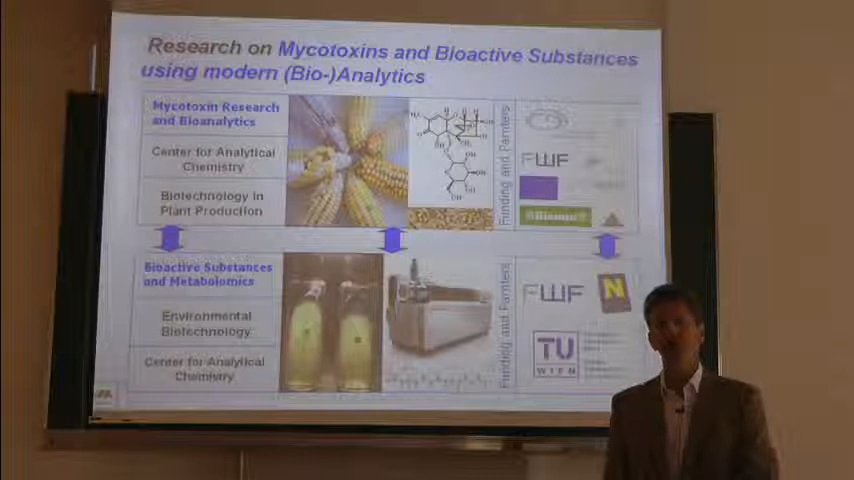 Research on Mycotoxins and Bioactive Substances
using modern (Bio-)Analytics
Mycotoxin Research
and Bioanalytics
Center for Analytical
Chemistry
Biotechnology in
Plant Production
Funding and Partners
FWF
Biomin
Bioactive Substances
and Metabolomics
Environmental
Biotechnology
Center for Analytical
Chemistry
Funding and Partners
FWF
N
TU
WIEN